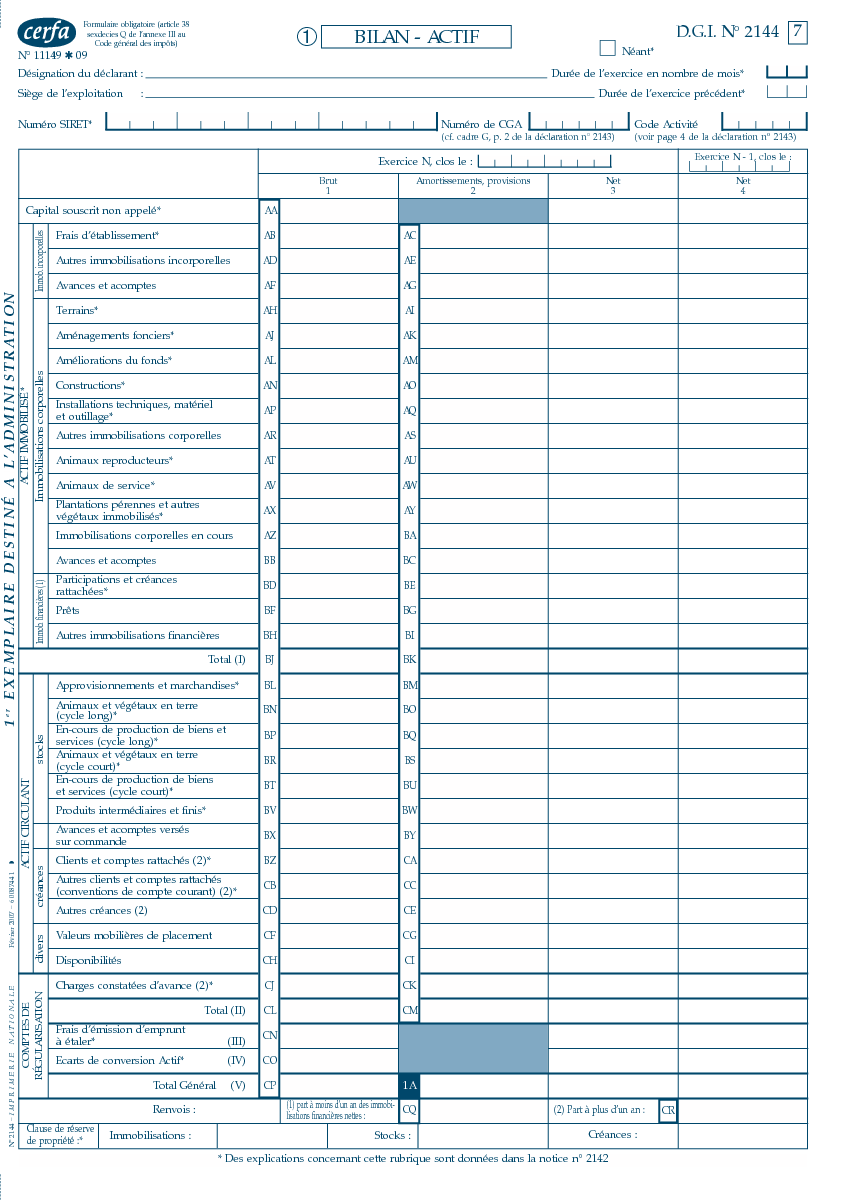 cerfa
N° 11149 ✱ 09
Formulaire obligatoire (article 38
sexdecies Q de l'annexe III au
Code général des impôts)
① BILAN - ACTIF
D.G.I. N° 2144 7
Néant*
Désignation du déclarant :
Durée de l'exercice en nombre de mois*
Siège de l'exploitation :
Durée de l'exercice précédent*
Numéro SIRET*
Numéro de CGA
(cf. cadre G, p. 2 de la déclaration n° 2143)
Code Activité
(voir page 4 de la déclaration n° 2143)
Exercice N, clos le :
Exercice N - 1, clos le :
Brut
1
Amortissements, provisions
2
Net
3
Net
4
1er EXEMPLAIRE DESTINÉ A L'ADMINISTRATION
Février 2007 – 6 018744 1
N° 2144 – IMPRIMERIE NATIONALE
Capital souscrit non appelé* AA
ACTIF IMMOBILISÉ*
Immob. incorporelles
Frais d'établissement* AB AC
Autres immobilisations incorporelles AD AE
Avances et acomptes AF AG
Immobilisations corporelles
Terrains* AH AI
Aménagements fonciers* AJ AK
Améliorations du fonds* AL AM
Constructions* AN AO
Installations techniques, matériel
et outillage* AP AQ
Autres immobilisations corporelles AR AS
Animaux reproducteurs* AT AU
Animaux de service* AV AW
Plantations pérennes et autres
végétaux immobilisés* AX AY
Immobilisations corporelles en cours AZ BA
Avances et acomptes BB BC
Immob. financières (1)
Participations et créances
rattachées* BD BE
Prêts BF BG
Autres immobilisations financières BH BI
Total (I) BJ BK
ACTIF CIRCULANT
stocks
Approvisionnements et marchandises* BL BM
Animaux et végétaux en terre
(cycle long)* BN BO
En-cours de production de biens et
services (cycle long)* BP BQ
Animaux et végétaux en terre
(cycle court)* BR BS
En-cours de production de biens
et services (cycle court)* BT BU
Produits intermédiaires et finis* BV BW
Avances et acomptes versés
sur commande BX BY
créances
Clients et comptes rattachés (2)* BZ CA
Autres clients et comptes rattachés
(conventions de compte courant) (2)* CB CC
Autres créances (2) CD CE
divers
Valeurs mobilières de placement CF CG
Disponibilités CH CI
COMPTES DE
RÉGULARISATION
Charges constatées d'avance (2)* CJ CK
Total (II) CL CM
Frais d'émission d'emprunt
à étaler* (III) CN
Ecarts de conversion Actif* (IV) CO
Total Général (V) CP 1A
Renvois :
(1) part à moins d'un an des immobi-
lisations financières nettes : CQ
(2) Part à plus d'un an : CR
Clause de réserve
de propriété :*
Immobilisations :
Stocks :
Créances :
* Des explications concernant cette rubrique sont données dans la notice n° 2142